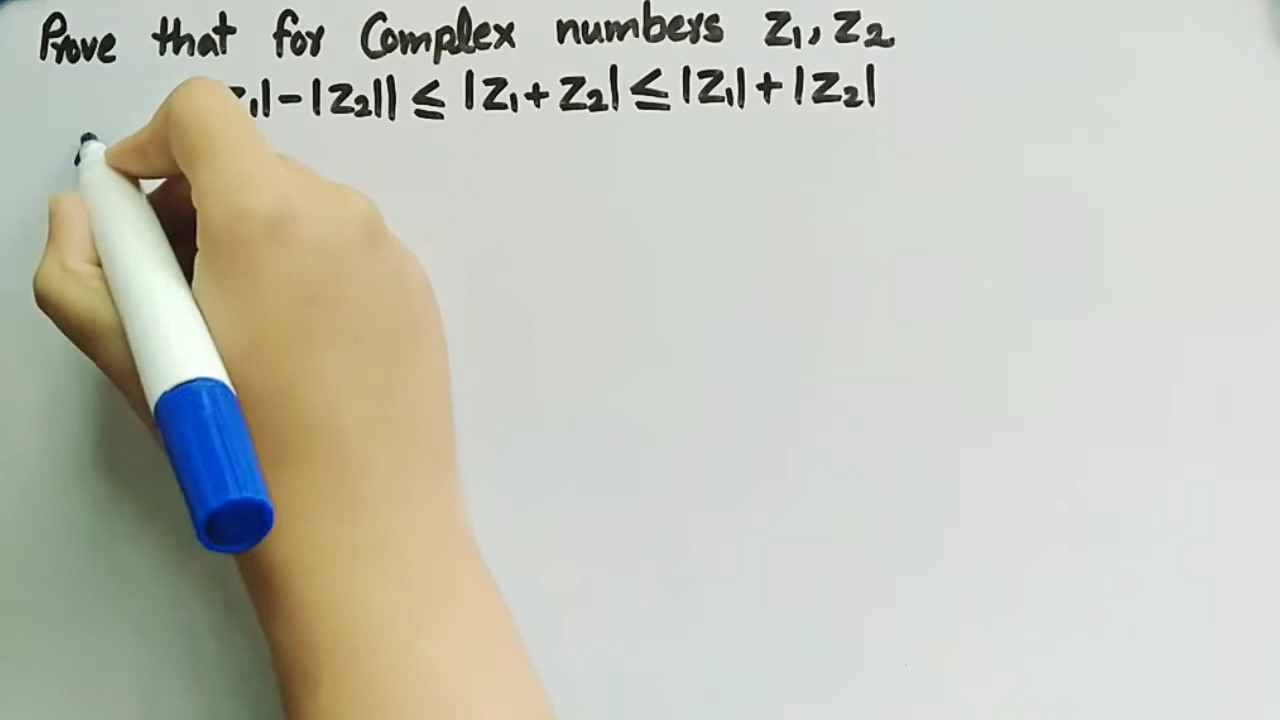 Prove that for Complex numbers z₁, z₂
z₁|-|z₂|| ≤ |z₁+z₂| ≤ |z₁|+|z₂|